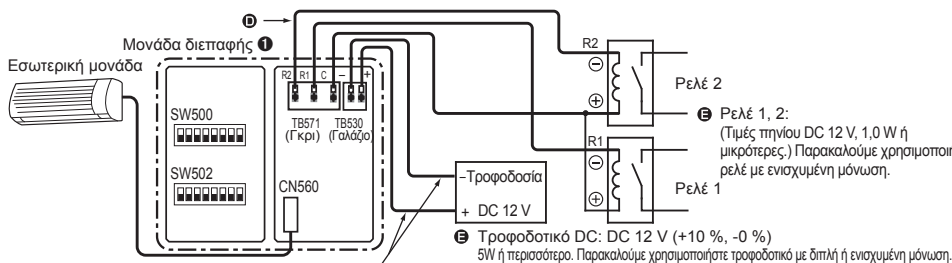 D
Μονάδα διεπαφής 1
Εσωτερική μονάδα
R2 R1 C − +
TB571 TB530
(Γκρι) (Γαλάζιο)
SW500
SW502
CN560
−Τροφοδοσία
+ DC 12 V
R2
−
+
Ρελέ 2
R1
−
+
Ρελέ 1
E Ρελέ 1, 2:
(Τιμές πηνίου DC 12 V, 1,0 W ή
μικρότερες.) Παρακαλούμε
ρελέ με ενισχυμένη μόνωση.
E Τροφοδοτικό DC: DC 12 V (+10 %, -0 %)
5W ή περισσότερο. Παρακαλούμε χρησιμοποιήστε τροφοδοτικό με διπλή ή ενισχυμένη μόνωση.